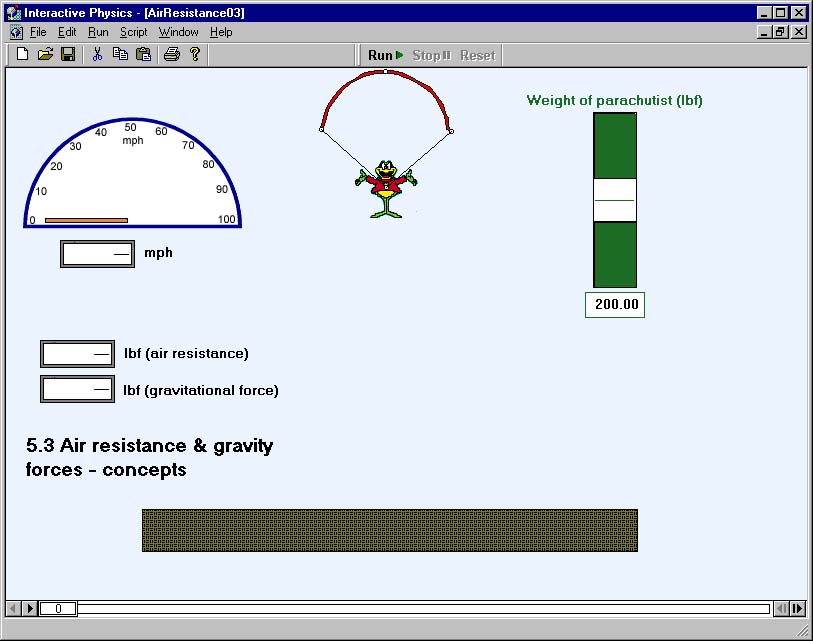 Interactive Physics - [AirResistance03]
File Edit Run Script Window Help
Run Stop Reset
Weight of parachutist (lbf)
0 10 20 30 40 50 60 70 80 90 100
mph
mph
200.00
lbf (air resistance)
lbf (gravitational force)
5.3 Air resistance & gravity
forces - concepts
0